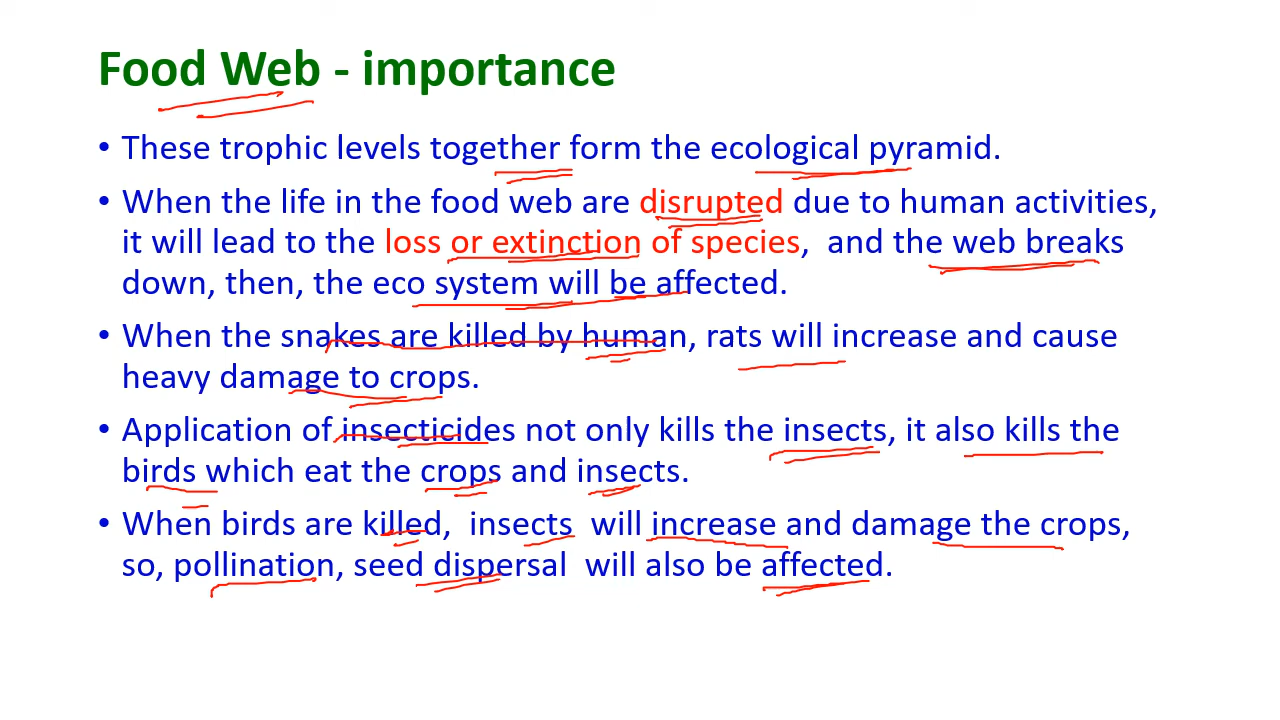 Food Web - importance
• These trophic levels together form the ecological pyramid.
• When the life in the food web are disrupted due to human activities,
it will lead to the loss or extinction of species, and the web breaks
down, then, the eco system will be affected.
• When the snakes are killed by human, rats will increase and cause
heavy damage to crops.
• Application of insecticides not only kills the insects, it also kills the
birds which eat the crops and insects.
• When birds are killed, insects will increase and damage the crops,
so, pollination, seed dispersal will also be affected.